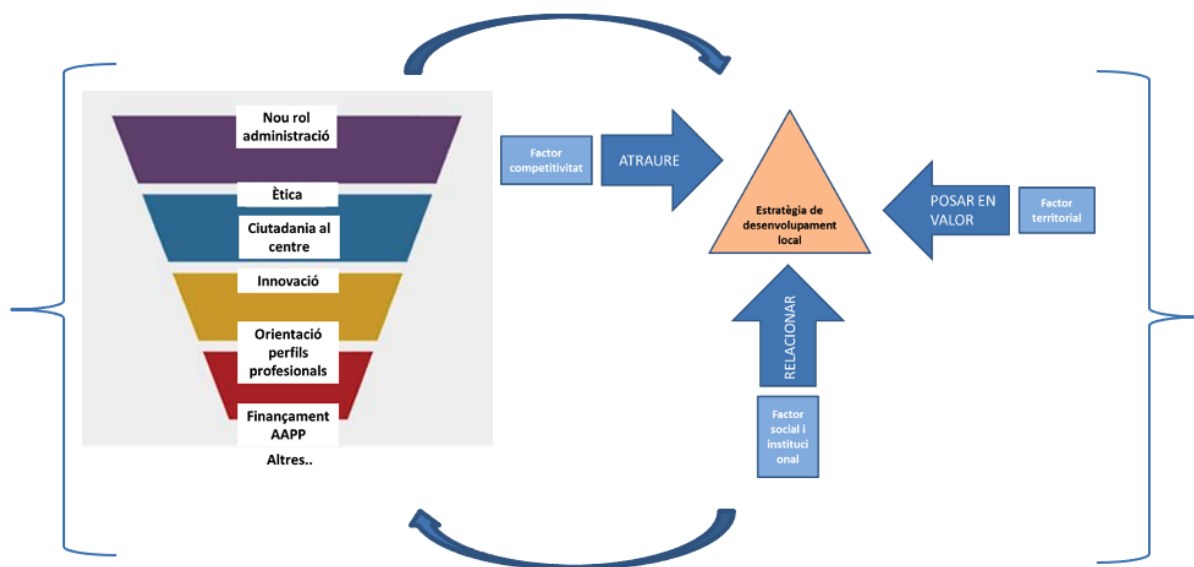 Nou rol
administració
Ètica
Ciutadania al
centre
Innovació
Orientació
perfils
profesionals
Finançament
AAPP
Altres..
Factor
competitivitat
ATRAURE
Estratègia de
desenvolupament
local
POSAR EN
VALOR
Factor
territorial
RELACIONAR
Factor
social i
instituci
onal